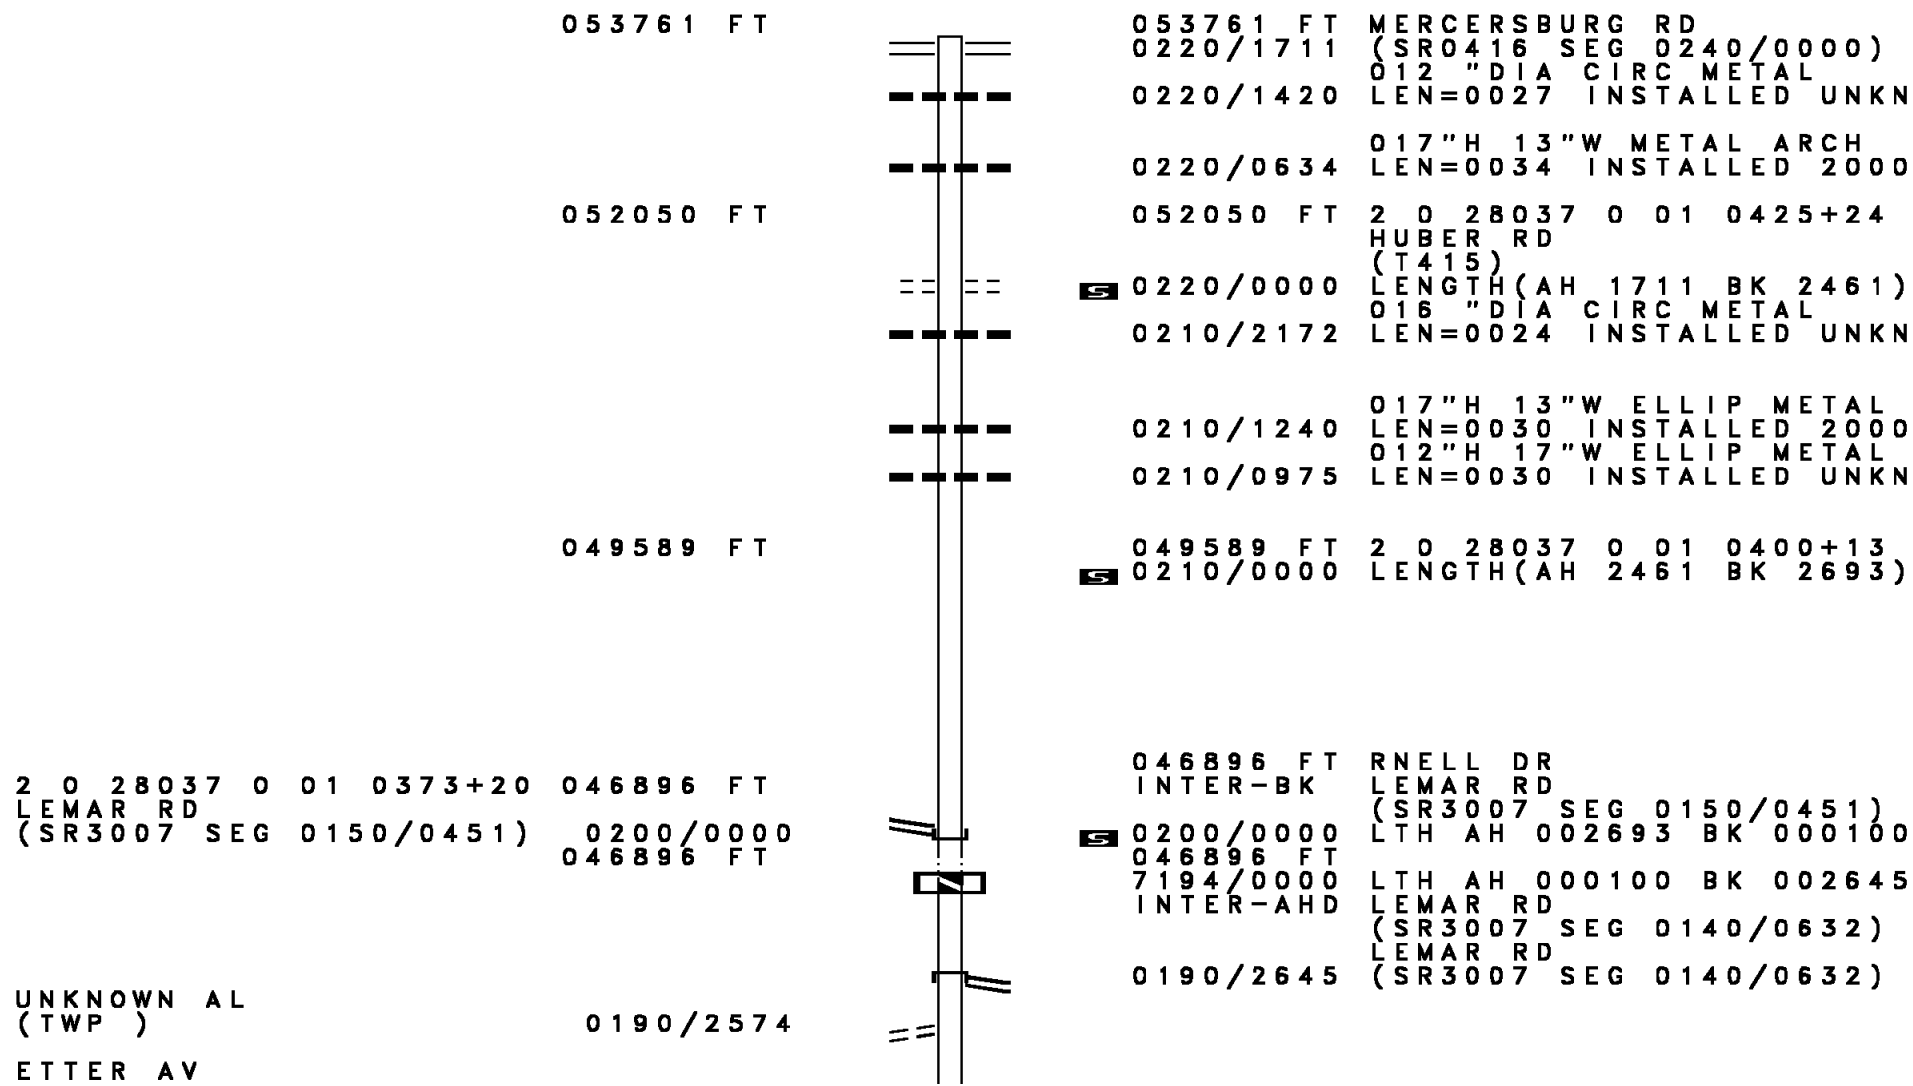 053761 FT 053761 FT MERCERSBURG RD
0220/1711 (SR0416 SEG 0240/0000)
012 "DIA CIRC METAL
0220/1420 LEN=0027 INSTALLED UNKN
017"H 13"W METAL ARCH
0220/0634 LEN=0034 INSTALLED 2000
052050 FT 052050 FT 2 0 28037 0 01 0425+24
HUBER RD
(T415)
S 0220/0000 LENGTH(AH 1711 BK 2461)
016 "DIA CIRC METAL
0210/2172 LEN=0024 INSTALLED UNKN
017"H 13"W ELLIP METAL
0210/1240 LEN=0030 INSTALLED 2000
012"H 17"W ELLIP METAL
0210/0975 LEN=0030 INSTALLED UNKN
049589 FT 049589 FT 2 0 28037 0 01 0400+13
S 0210/0000 LENGTH(AH 2461 BK 2693)
046896 FT RNELL DR
2 0 28037 0 01 0373+20 046896 FT INTER-BK LEMAR RD
LEMAR RD (SR3007 SEG 0150/0451)
(SR3007 SEG 0150/0451) 0200/0000 S 0200/0000 LTH AH 002693 BK 000100
046896 FT 046896 FT
7194/0000 LTH AH 000100 BK 002645
INTER-AHD LEMAR RD
(SR3007 SEG 0140/0632)
LEMAR RD
0190/2645 (SR3007 SEG 0140/0632)
UNKNOWN AL
(TWP ) 0190/2574
ETTER AV